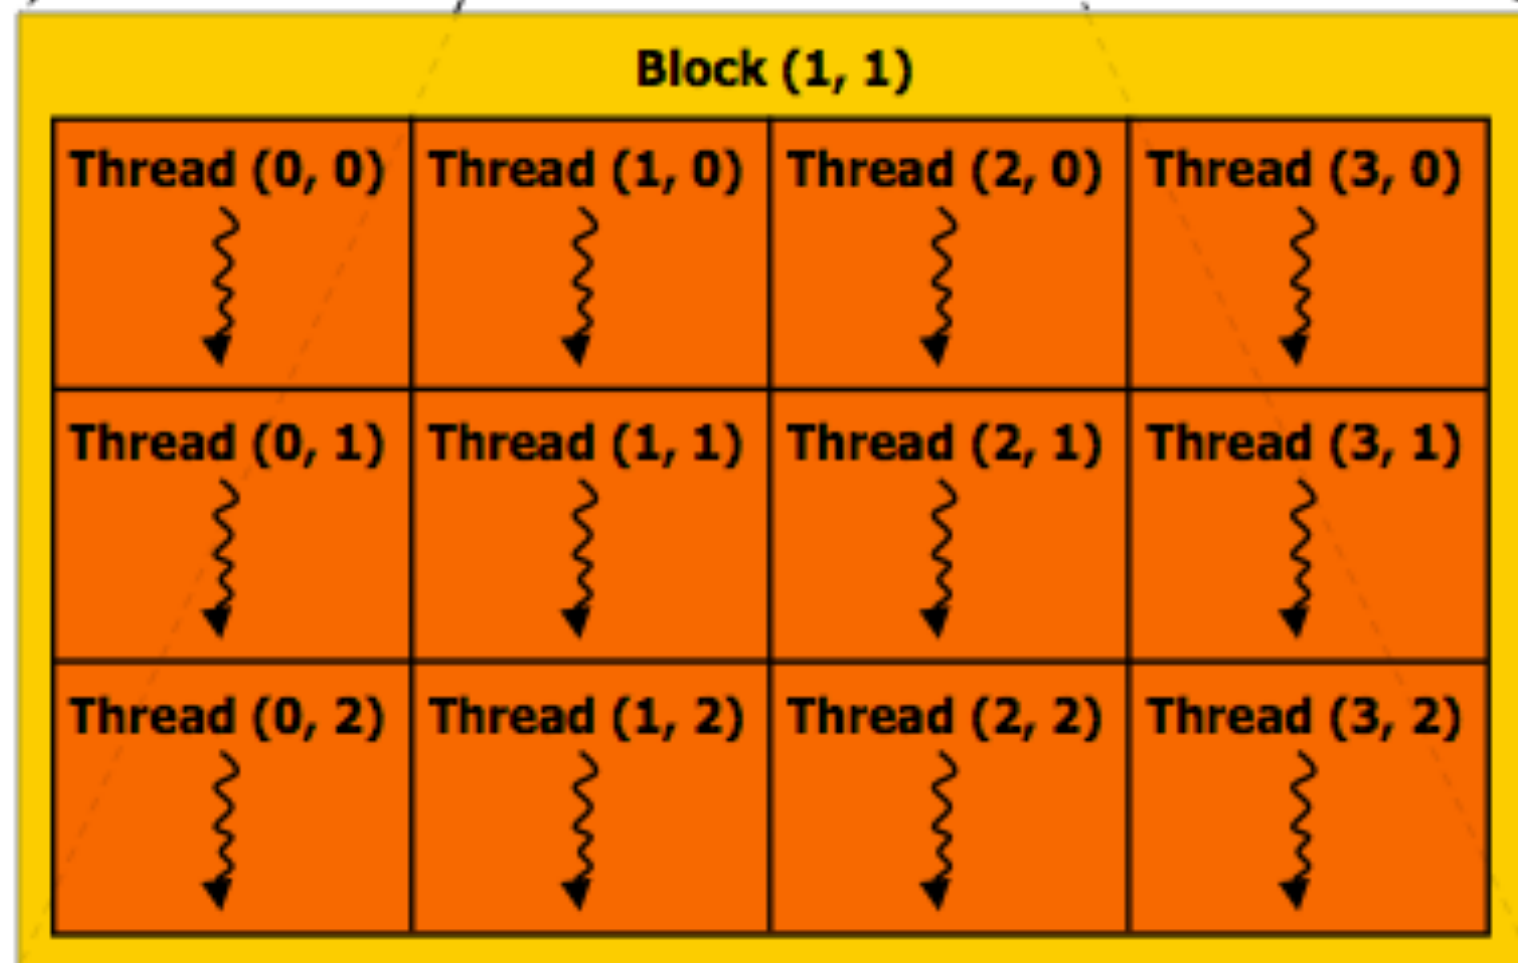 Block (1, 1)
Thread (0, 0) Thread (1, 0) Thread (2, 0) Thread (3, 0)
Thread (0, 1) Thread (1, 1) Thread (2, 1) Thread (3, 1)
Thread (0, 2) Thread (1, 2) Thread (2, 2) Thread (3, 2)